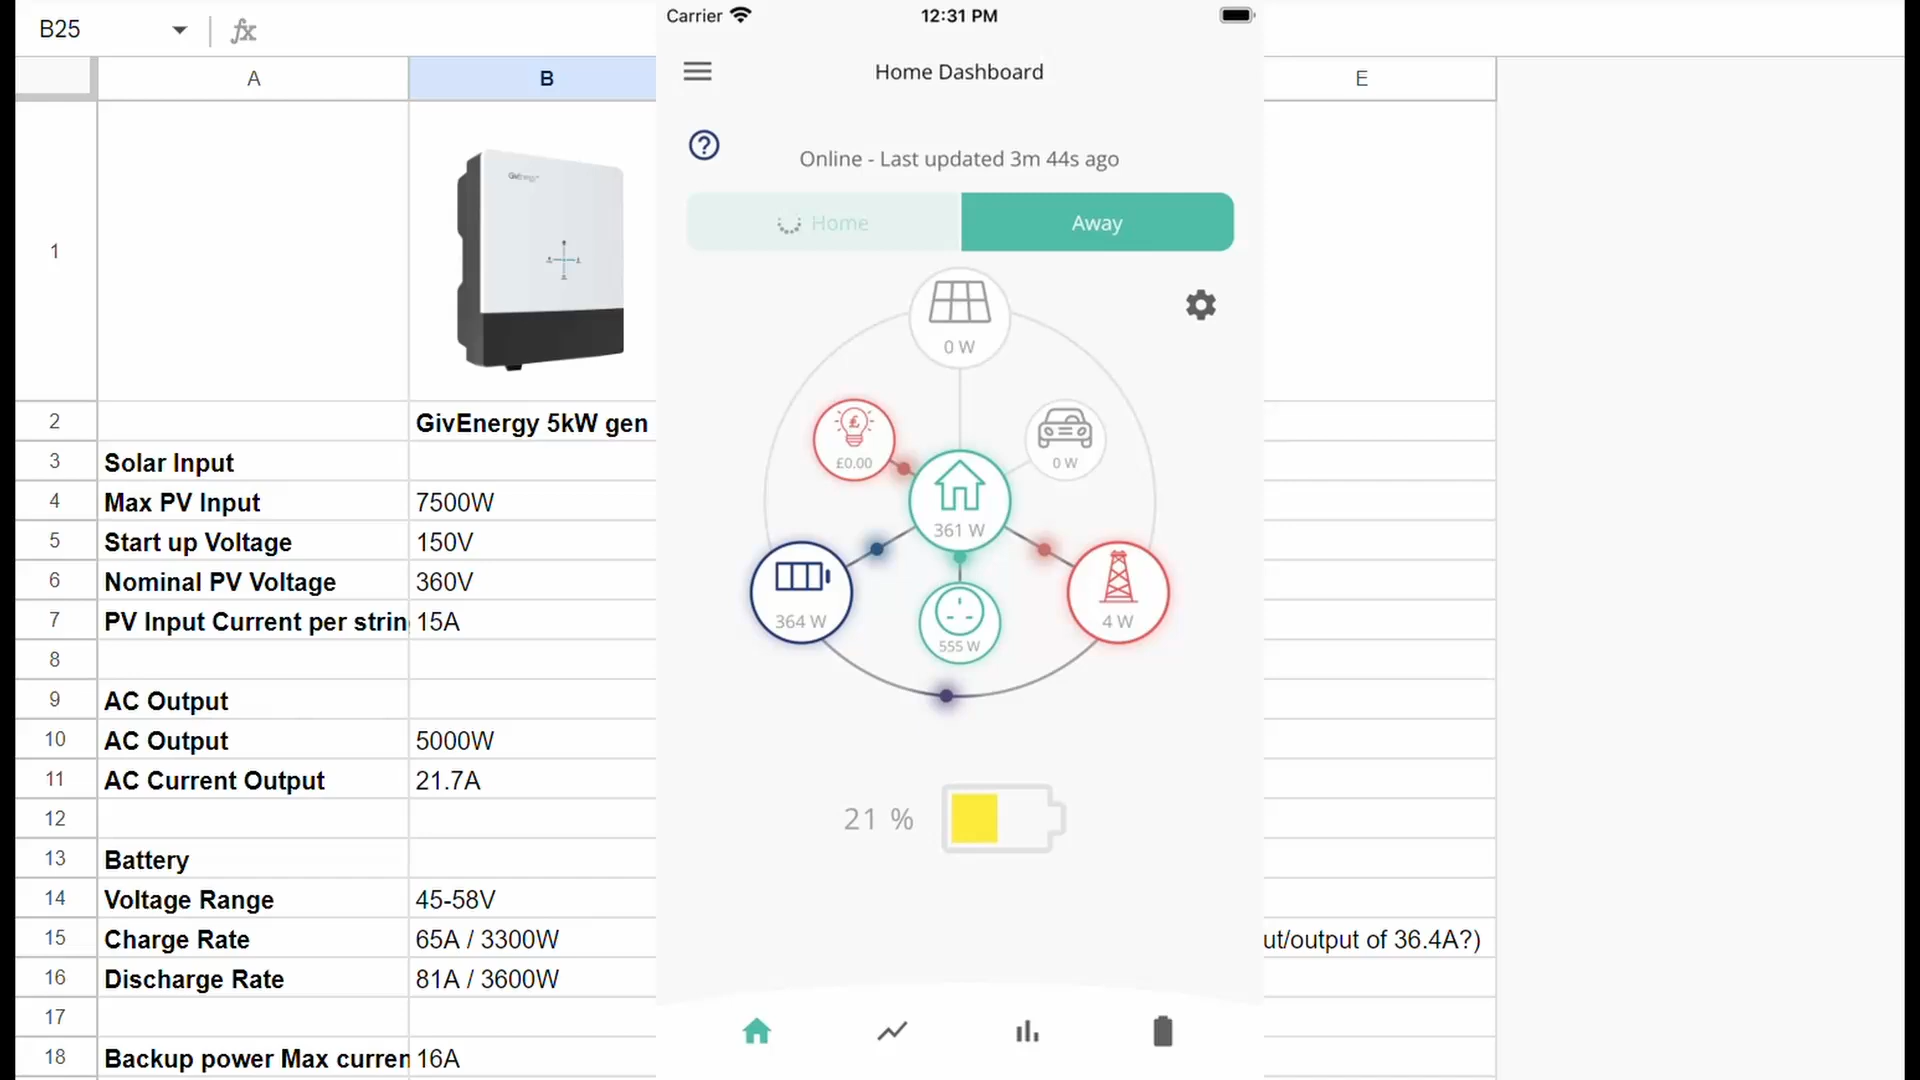 B25
fx
A
B
E
1
GivEnergy
2
GivEnergy 5kW gen
3
Solar Input
4
Max PV Input
7500W
5
Start up Voltage
150V
6
Nominal PV Voltage
360V
7
PV Input Current per strin
15A
8
9
AC Output
10
AC Output
5000W
11
AC Current Output
21.7A
12
13
Battery
14
Voltage Range
45-58V
15
Charge Rate
65A / 3300W
ut/output of 36.4A?)
16
Discharge Rate
81A / 3600W
17
18
Backup power Max curren
16A
Carrier
12:31 PM
Home Dashboard
?
Online - Last updated 3m 44s ago
Home
Away
0 W
£
£0.00
0 W
361 W
364 W
555 W
4 W
21 %